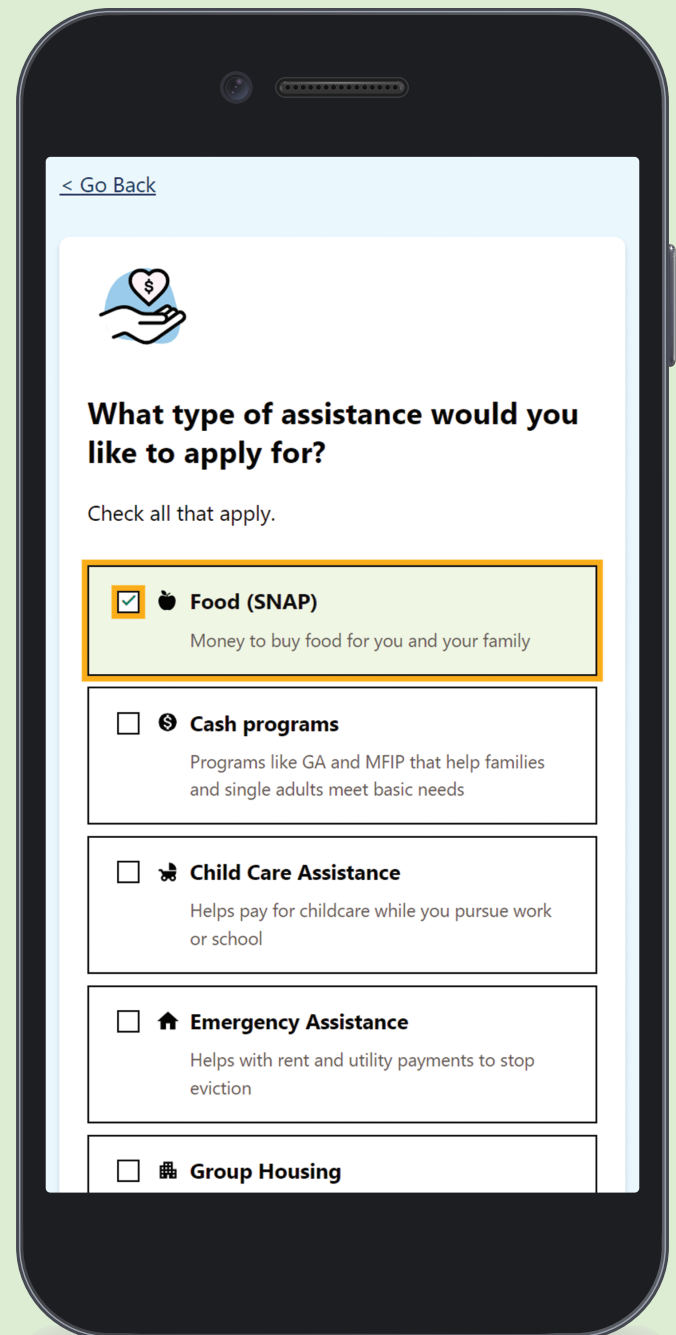 < Go Back
$
What type of assistance would you
like to apply for?
Check all that apply.
Food (SNAP)
Money to buy food for you and your family
$ Cash programs
Programs like GA and MFIP that help families
and single adults meet basic needs
Child Care Assistance
Helps pay for childcare while you pursue work
or school
Emergency Assistance
Helps with rent and utility payments to stop
eviction
Group Housing